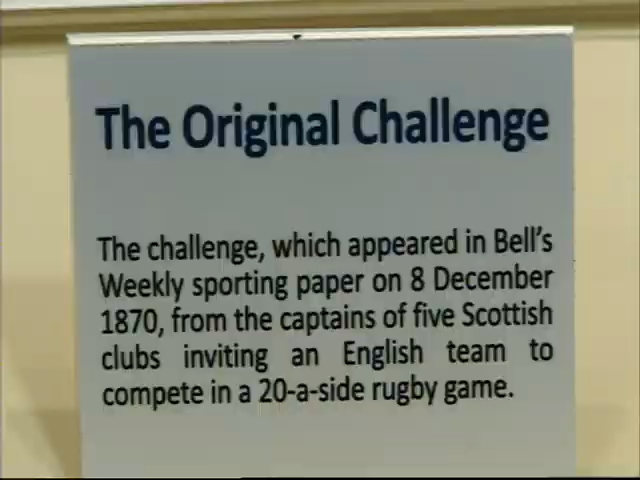 The Original Challenge
The challenge, which appeared in Bell's
Weekly sporting paper on 8 December
1870, from the captains of five Scottish
clubs inviting an English team to
compete in a 20-a-side rugby game.